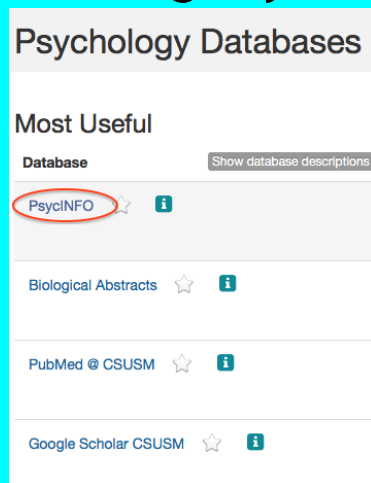 Psychology Databases
Most Useful
Database Show database descriptions
PsycINFO
Biological Abstracts
PubMed @ CSUSM
Google Scholar CSUSM